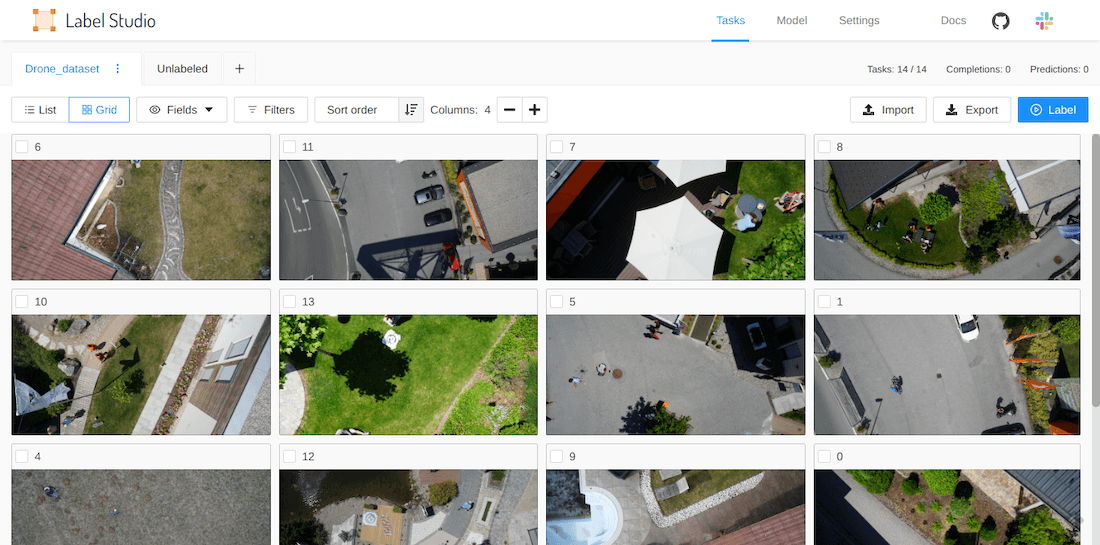 Label Studio Tasks Model Settings Docs
Drone_dataset Unlabeled + Tasks: 14 / 14 Completions: 0 Predictions: 0
List Grid Fields Filters Sort order Columns: 4 Import Export Label
6 11 7 8
10 13 5 1
4 12 9 0